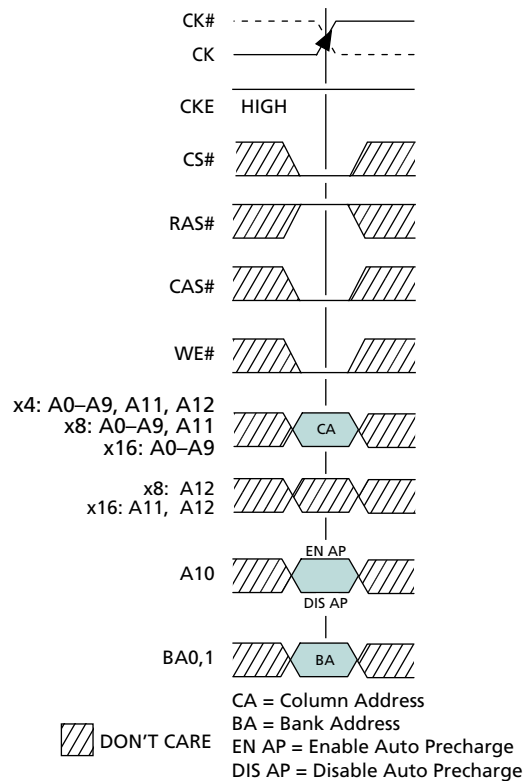 CK#
CK
CKE HIGH
CS#
RAS#
CAS#
WE#
x4: A0–A9, A11, A12
x8: A0–A9, A11
x16: A0–A9
CA
x8: A12
x16: A11, A12
EN AP
A10
DIS AP
BA0,1
BA
CA = Column Address
BA = Bank Address
EN AP = Enable Auto Precharge
DIS AP = Disable Auto Precharge
DON'T CARE